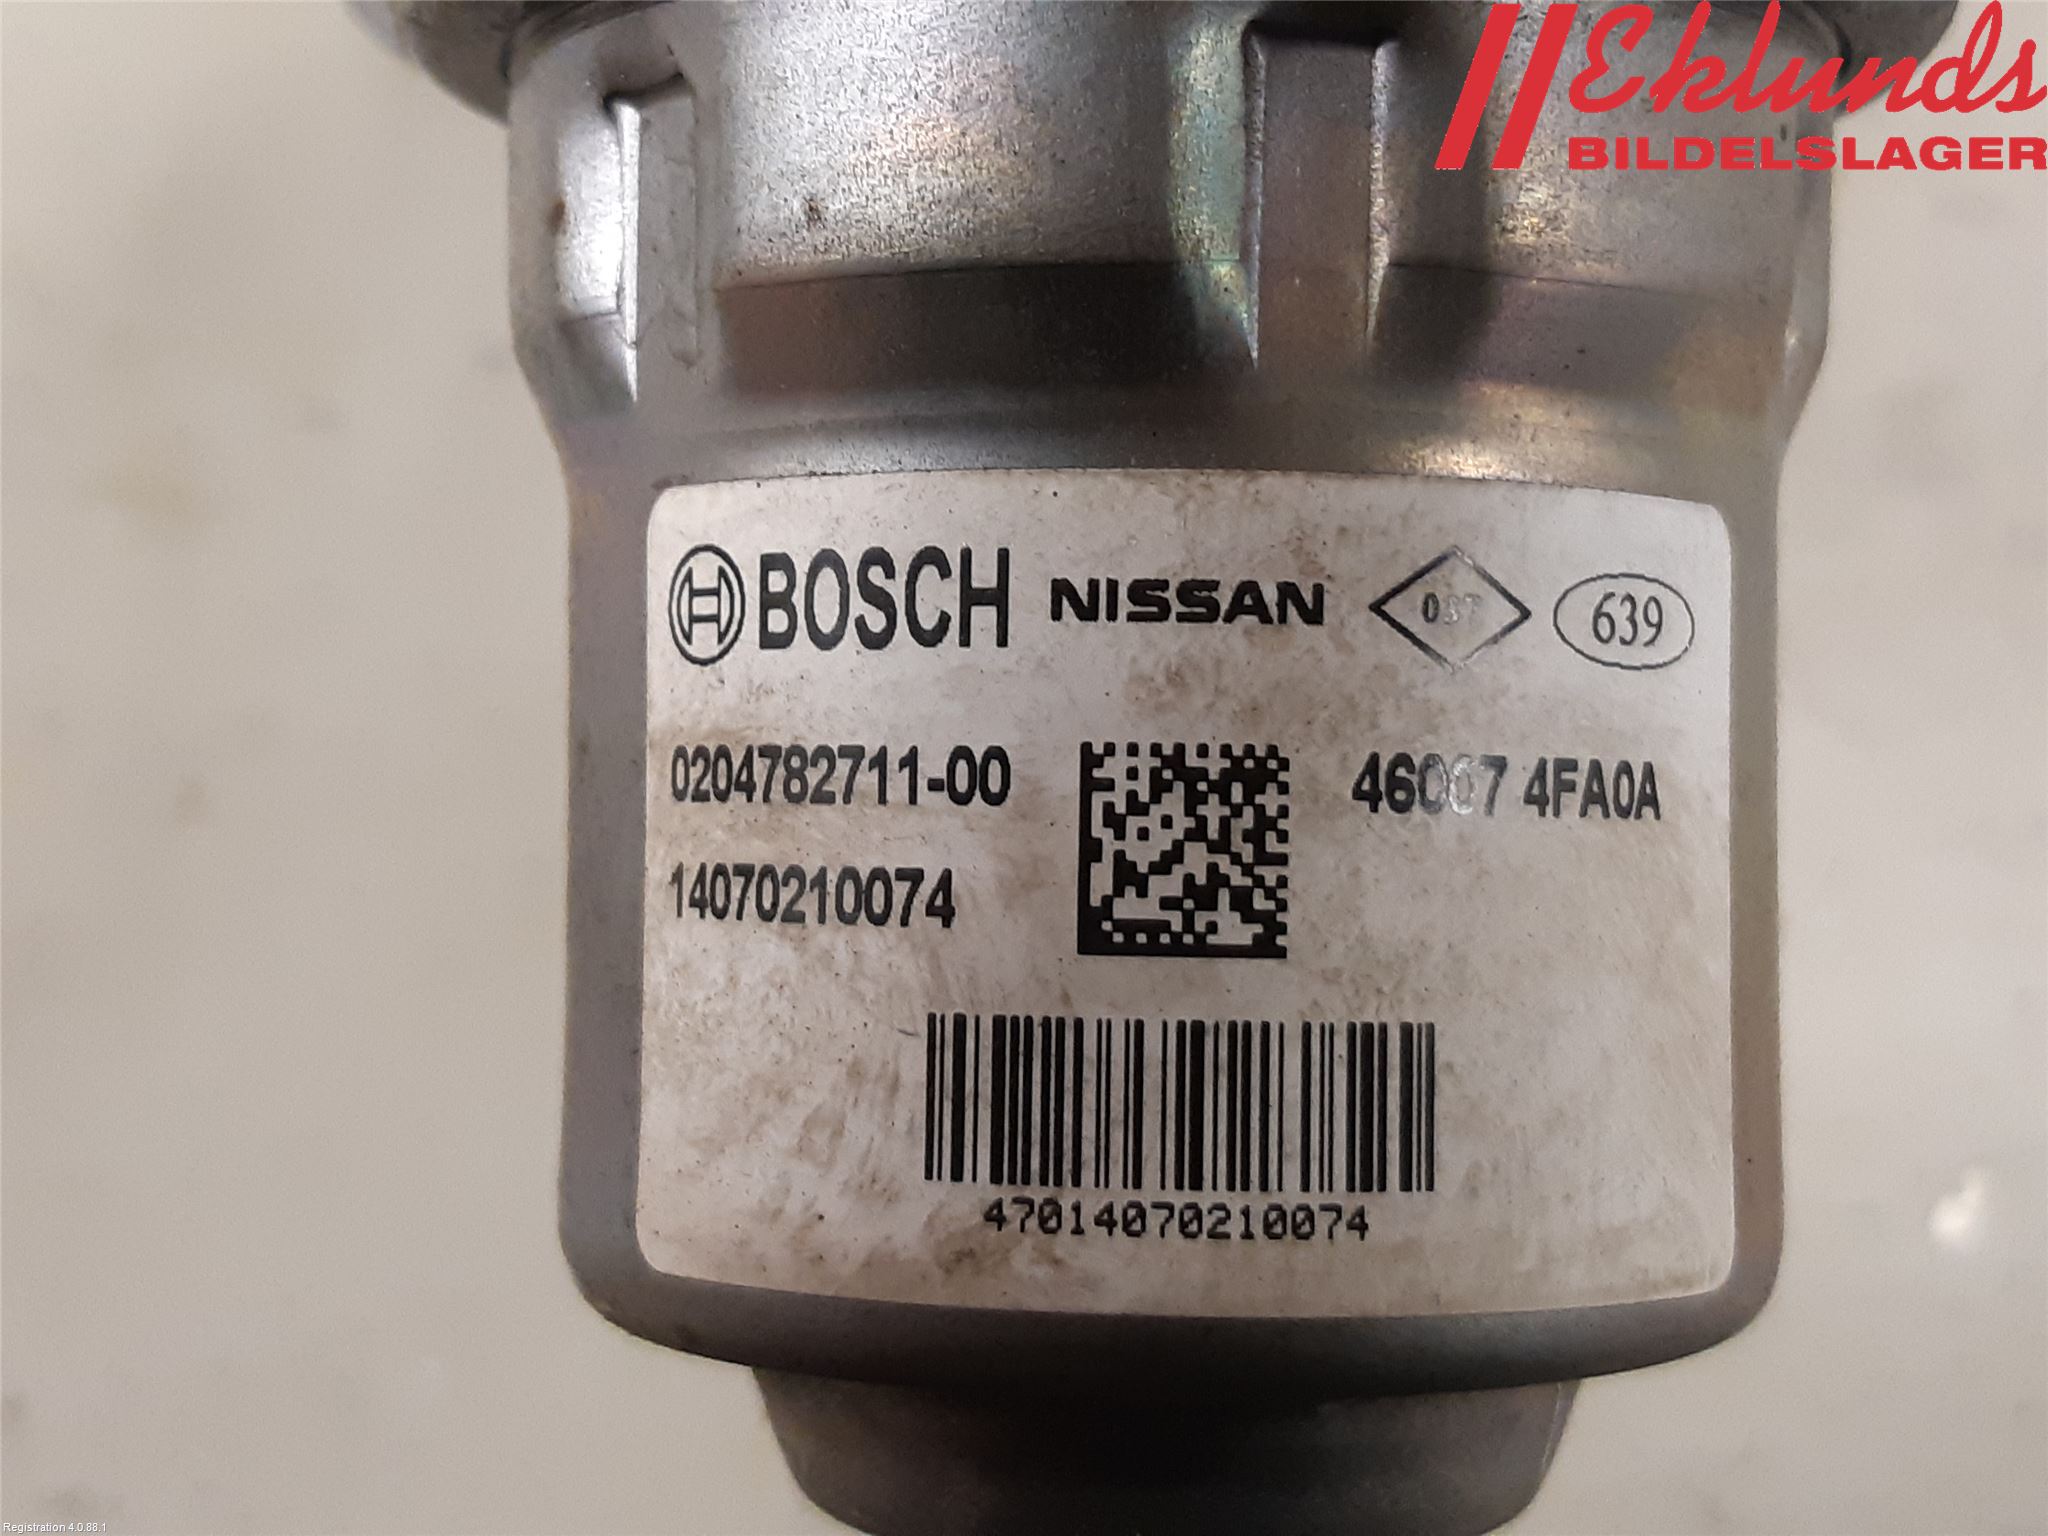 Eklunds
BILDELSLAGER
BOSCH NISSAN 639
0204782711-00 46007 4FA0A
14070210074
47014070210074
Registration 4.0.88.1